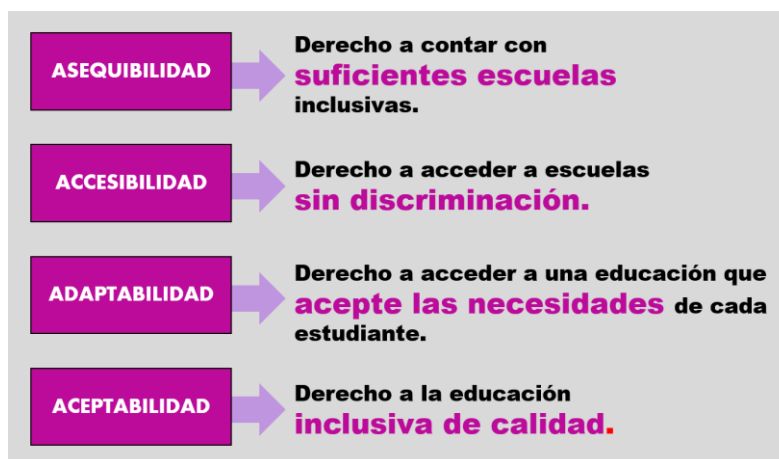 ASEQUIBILIDAD
Derecho a contar con
suficientes escuelas
inclusivas.
ACCESIBILIDAD
Derecho a acceder a escuelas
sin discriminación.
ADAPTABILIDAD
Derecho a acceder a una educación que
acepte las necesidades de cada
estudiante.
ACEPTABILIDAD
Derecho a la educación
inclusiva de calidad.